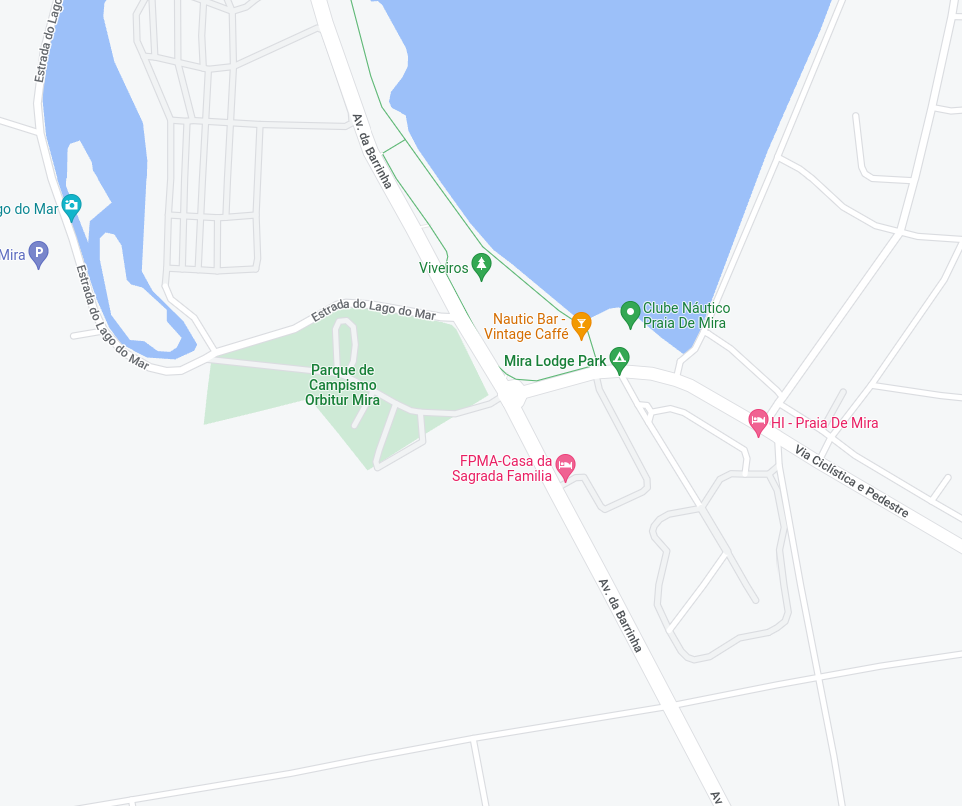 Estrada do Lago
Av. da Barrinha
go do Mar
Mira
Estrada do Lago do Mar
Viveiros
Estrada do Lago do Mar
Nautic Bar -
Vintage Caffé
Clube Náutico
Praia De Mira
Mira Lodge Park
Parque de
Campismo
Orbitur Mira
HI - Praia De Mira
Via Ciclística e Pedestre
FPMA-Casa da
Sagrada Familia
Av. da Barrinha
Av
P